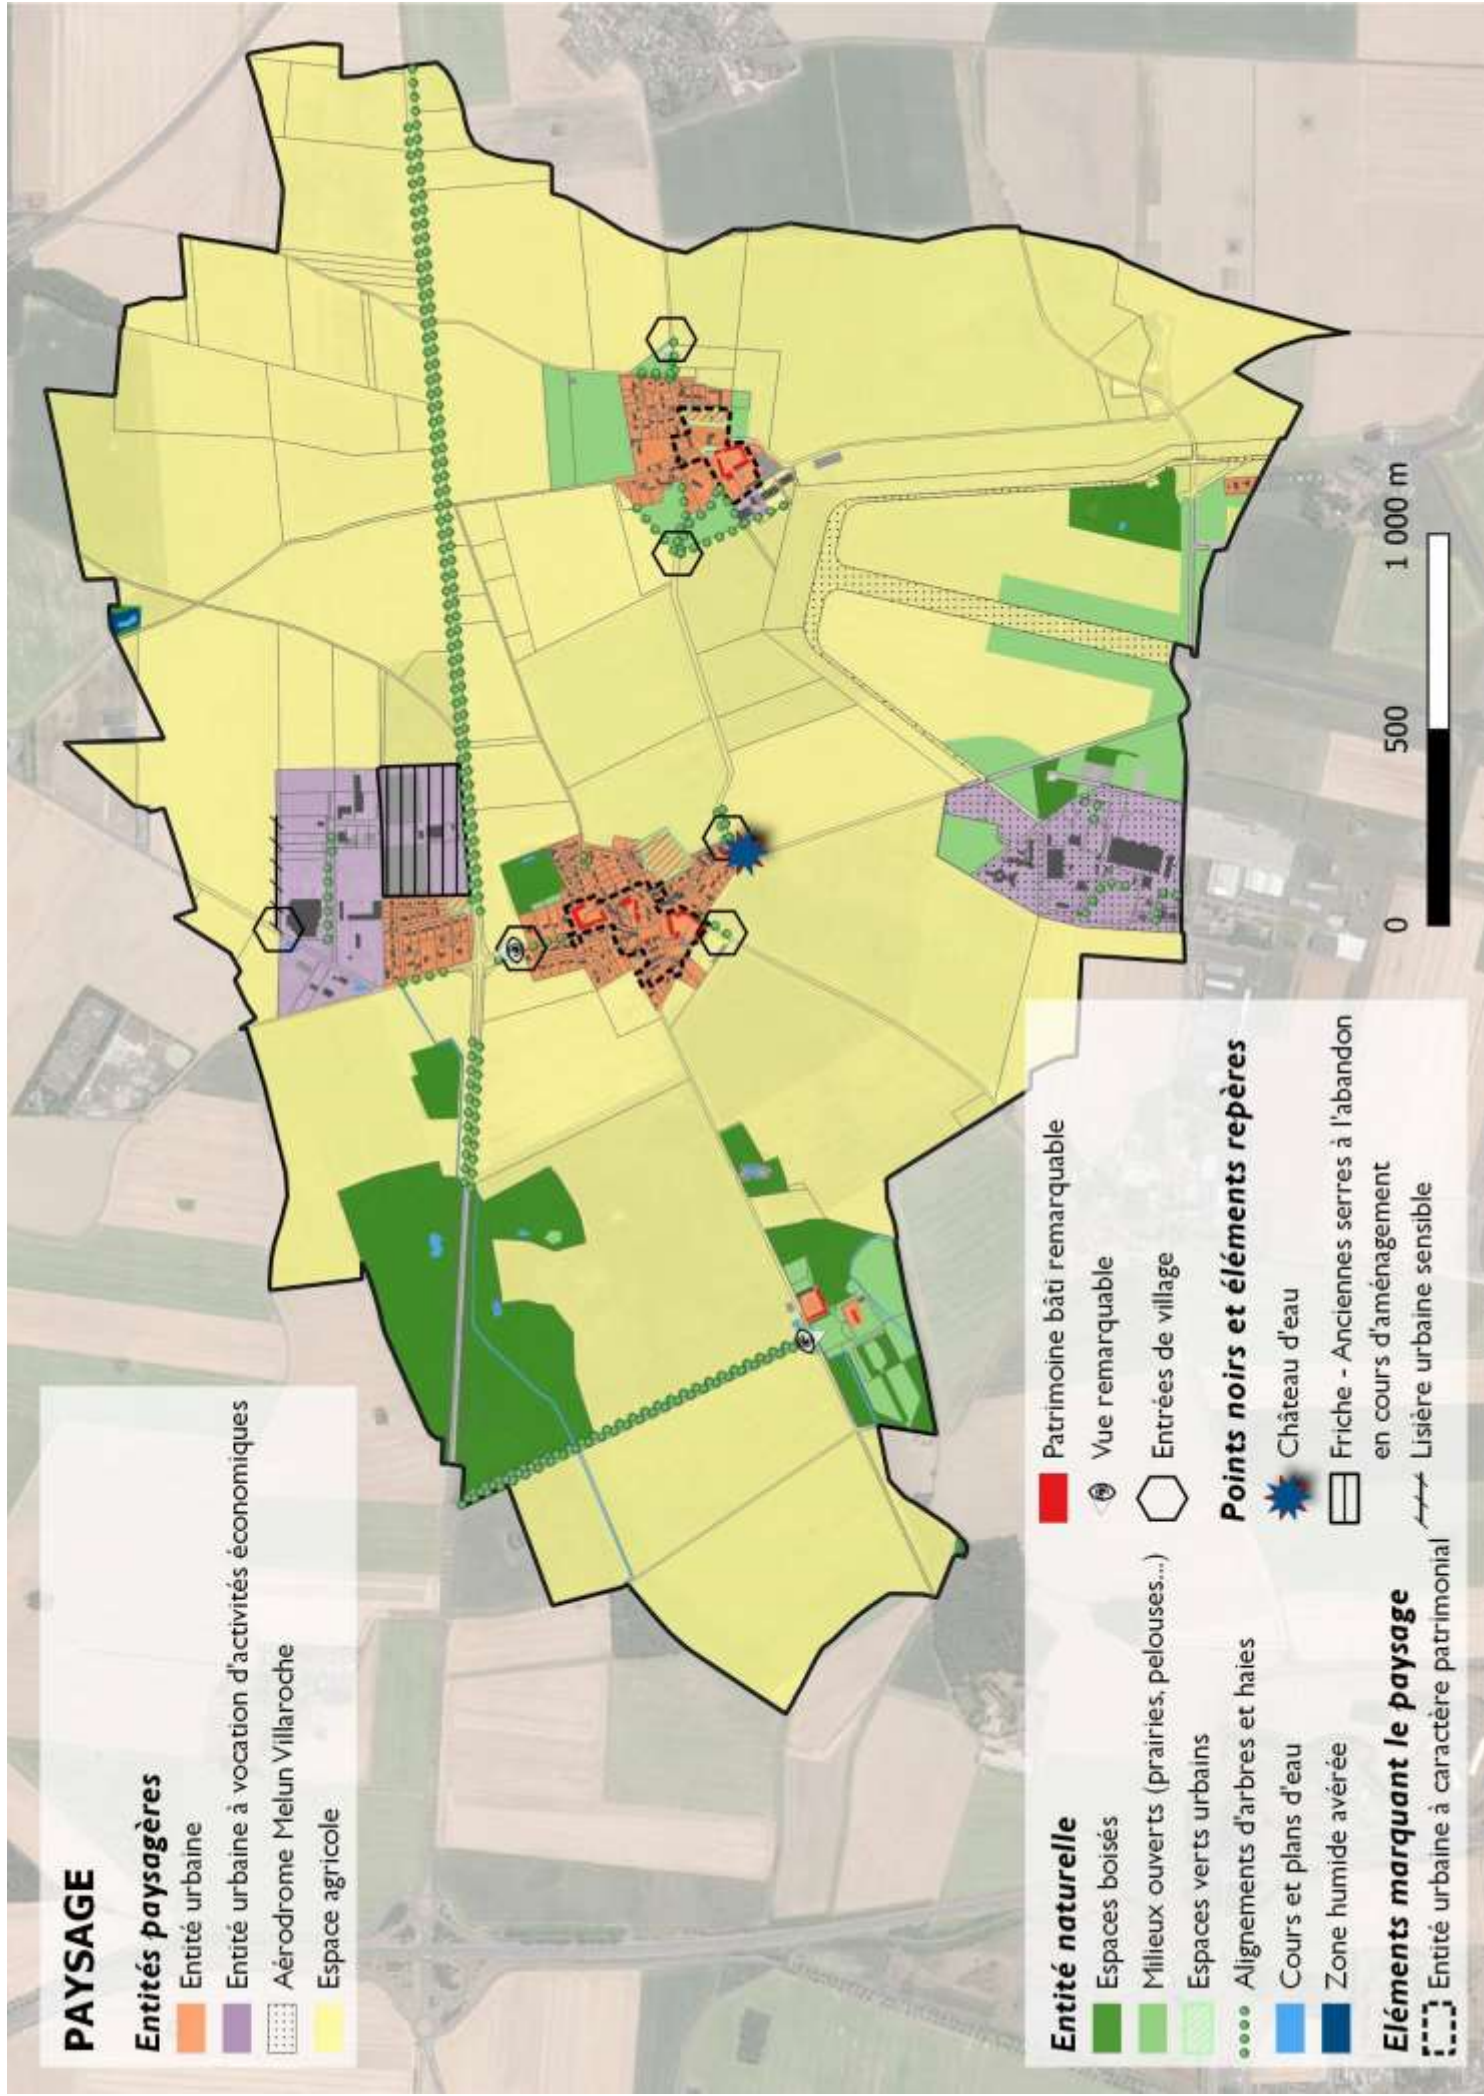 PAYSAGE
Entités paysagères
Entité urbaine
Entité urbaine à vocation d'activités économiques
Aérodrome Melun Villaroche
Espace agricole
Entité naturelle
Espaces boisés
Milieux ouverts (prairies, pelouses...)
Espaces verts urbains
Alignements d'arbres et haies
Cours et plans d'eau
Zone humide avérée
Eléments marquant le paysage
Entité urbaine à caractère patrimonial
Patrimoine bâti remarquable
Vue remarquable
Entrées de village
Points noirs et éléments repères
Château d'eau
Friche - Anciennes serres à l'abandon
en cours d'aménagement
Lisière urbaine sensible
0 500 1 000 m